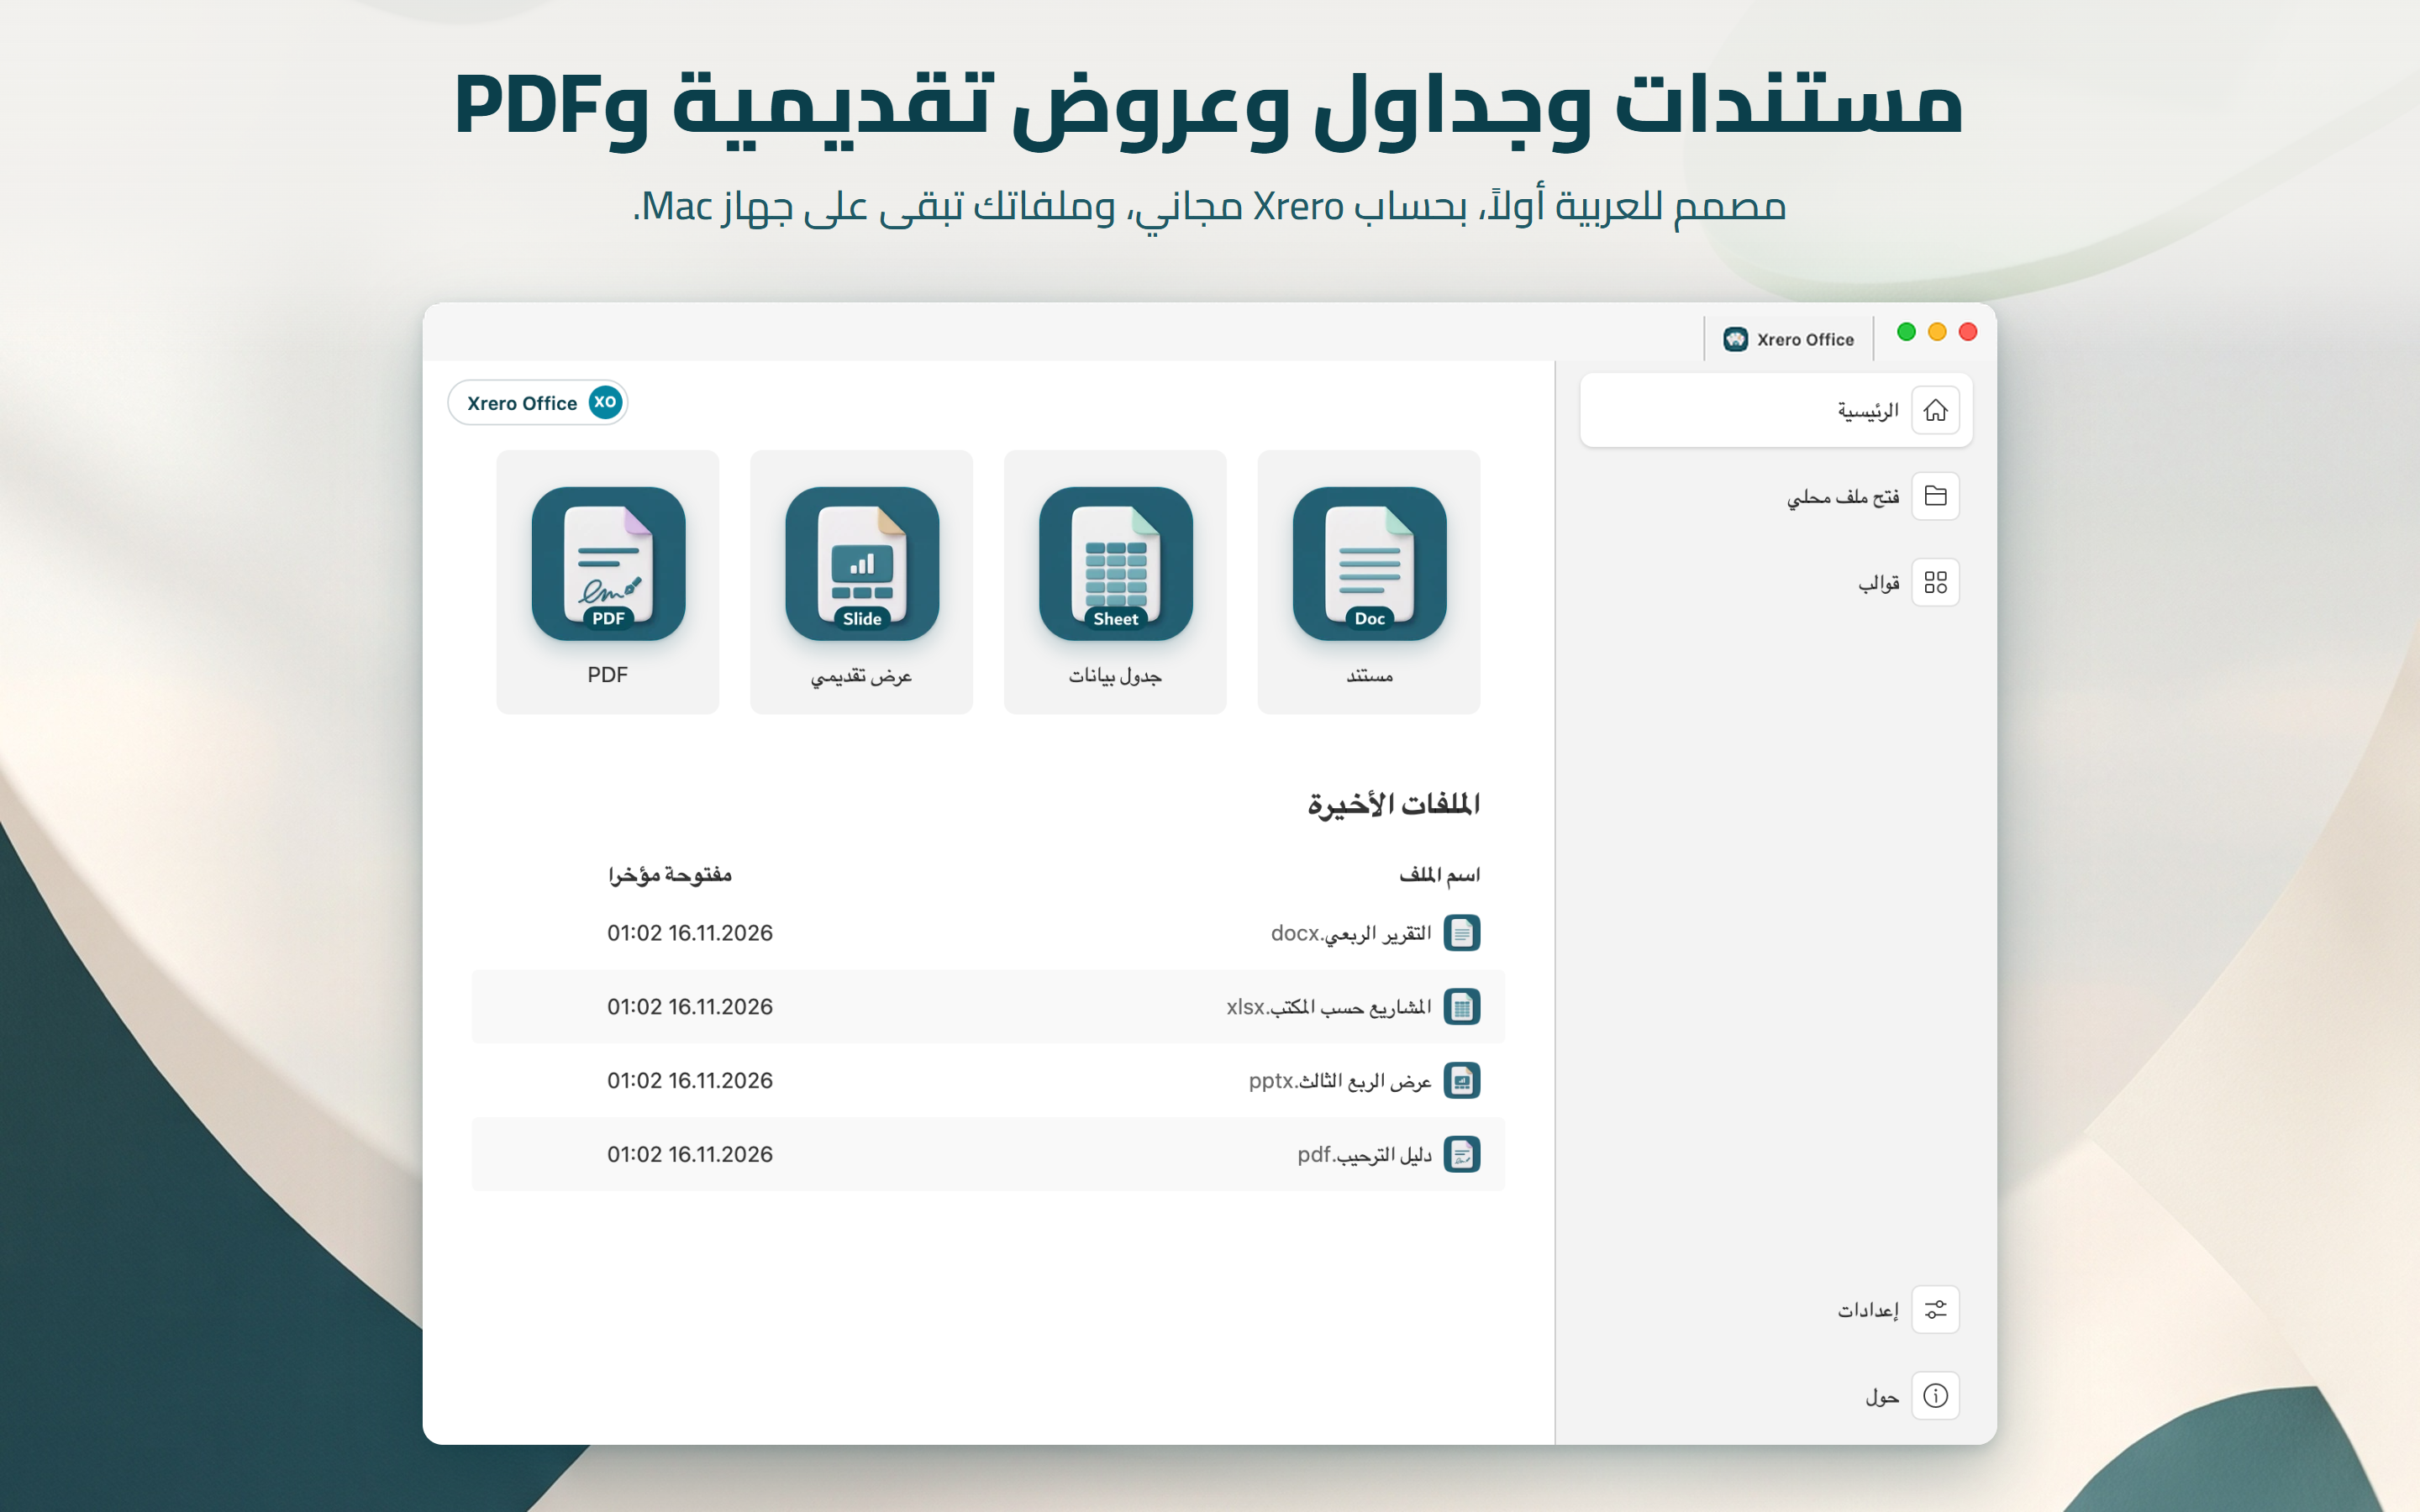 مستندات وجداول وعروض تقديمية وPDF
مصمم للعربية أولاً، بحساب Xrero مجاني، وملفاتك تبقى على جهاز Mac.
Xrero Office
الرئيسية
فتح ملف محلي
قوالب
إعدادات
حول
XO Xrero Office
Doc
مستند
Sheet
جدول بيانات
Slide
عرض تقديمي
PDF
PDF
الملفات الأخيرة
اسم الملف مفتوحة مؤخرا
التقرير الربعي.docx 16.11.2026 01:02
المشاريع حسب المكتب.xlsx 16.11.2026 01:02
عرض الربع الثالث.pptx 16.11.2026 01:02
دليل الترحيب.pdf 16.11.2026 01:02